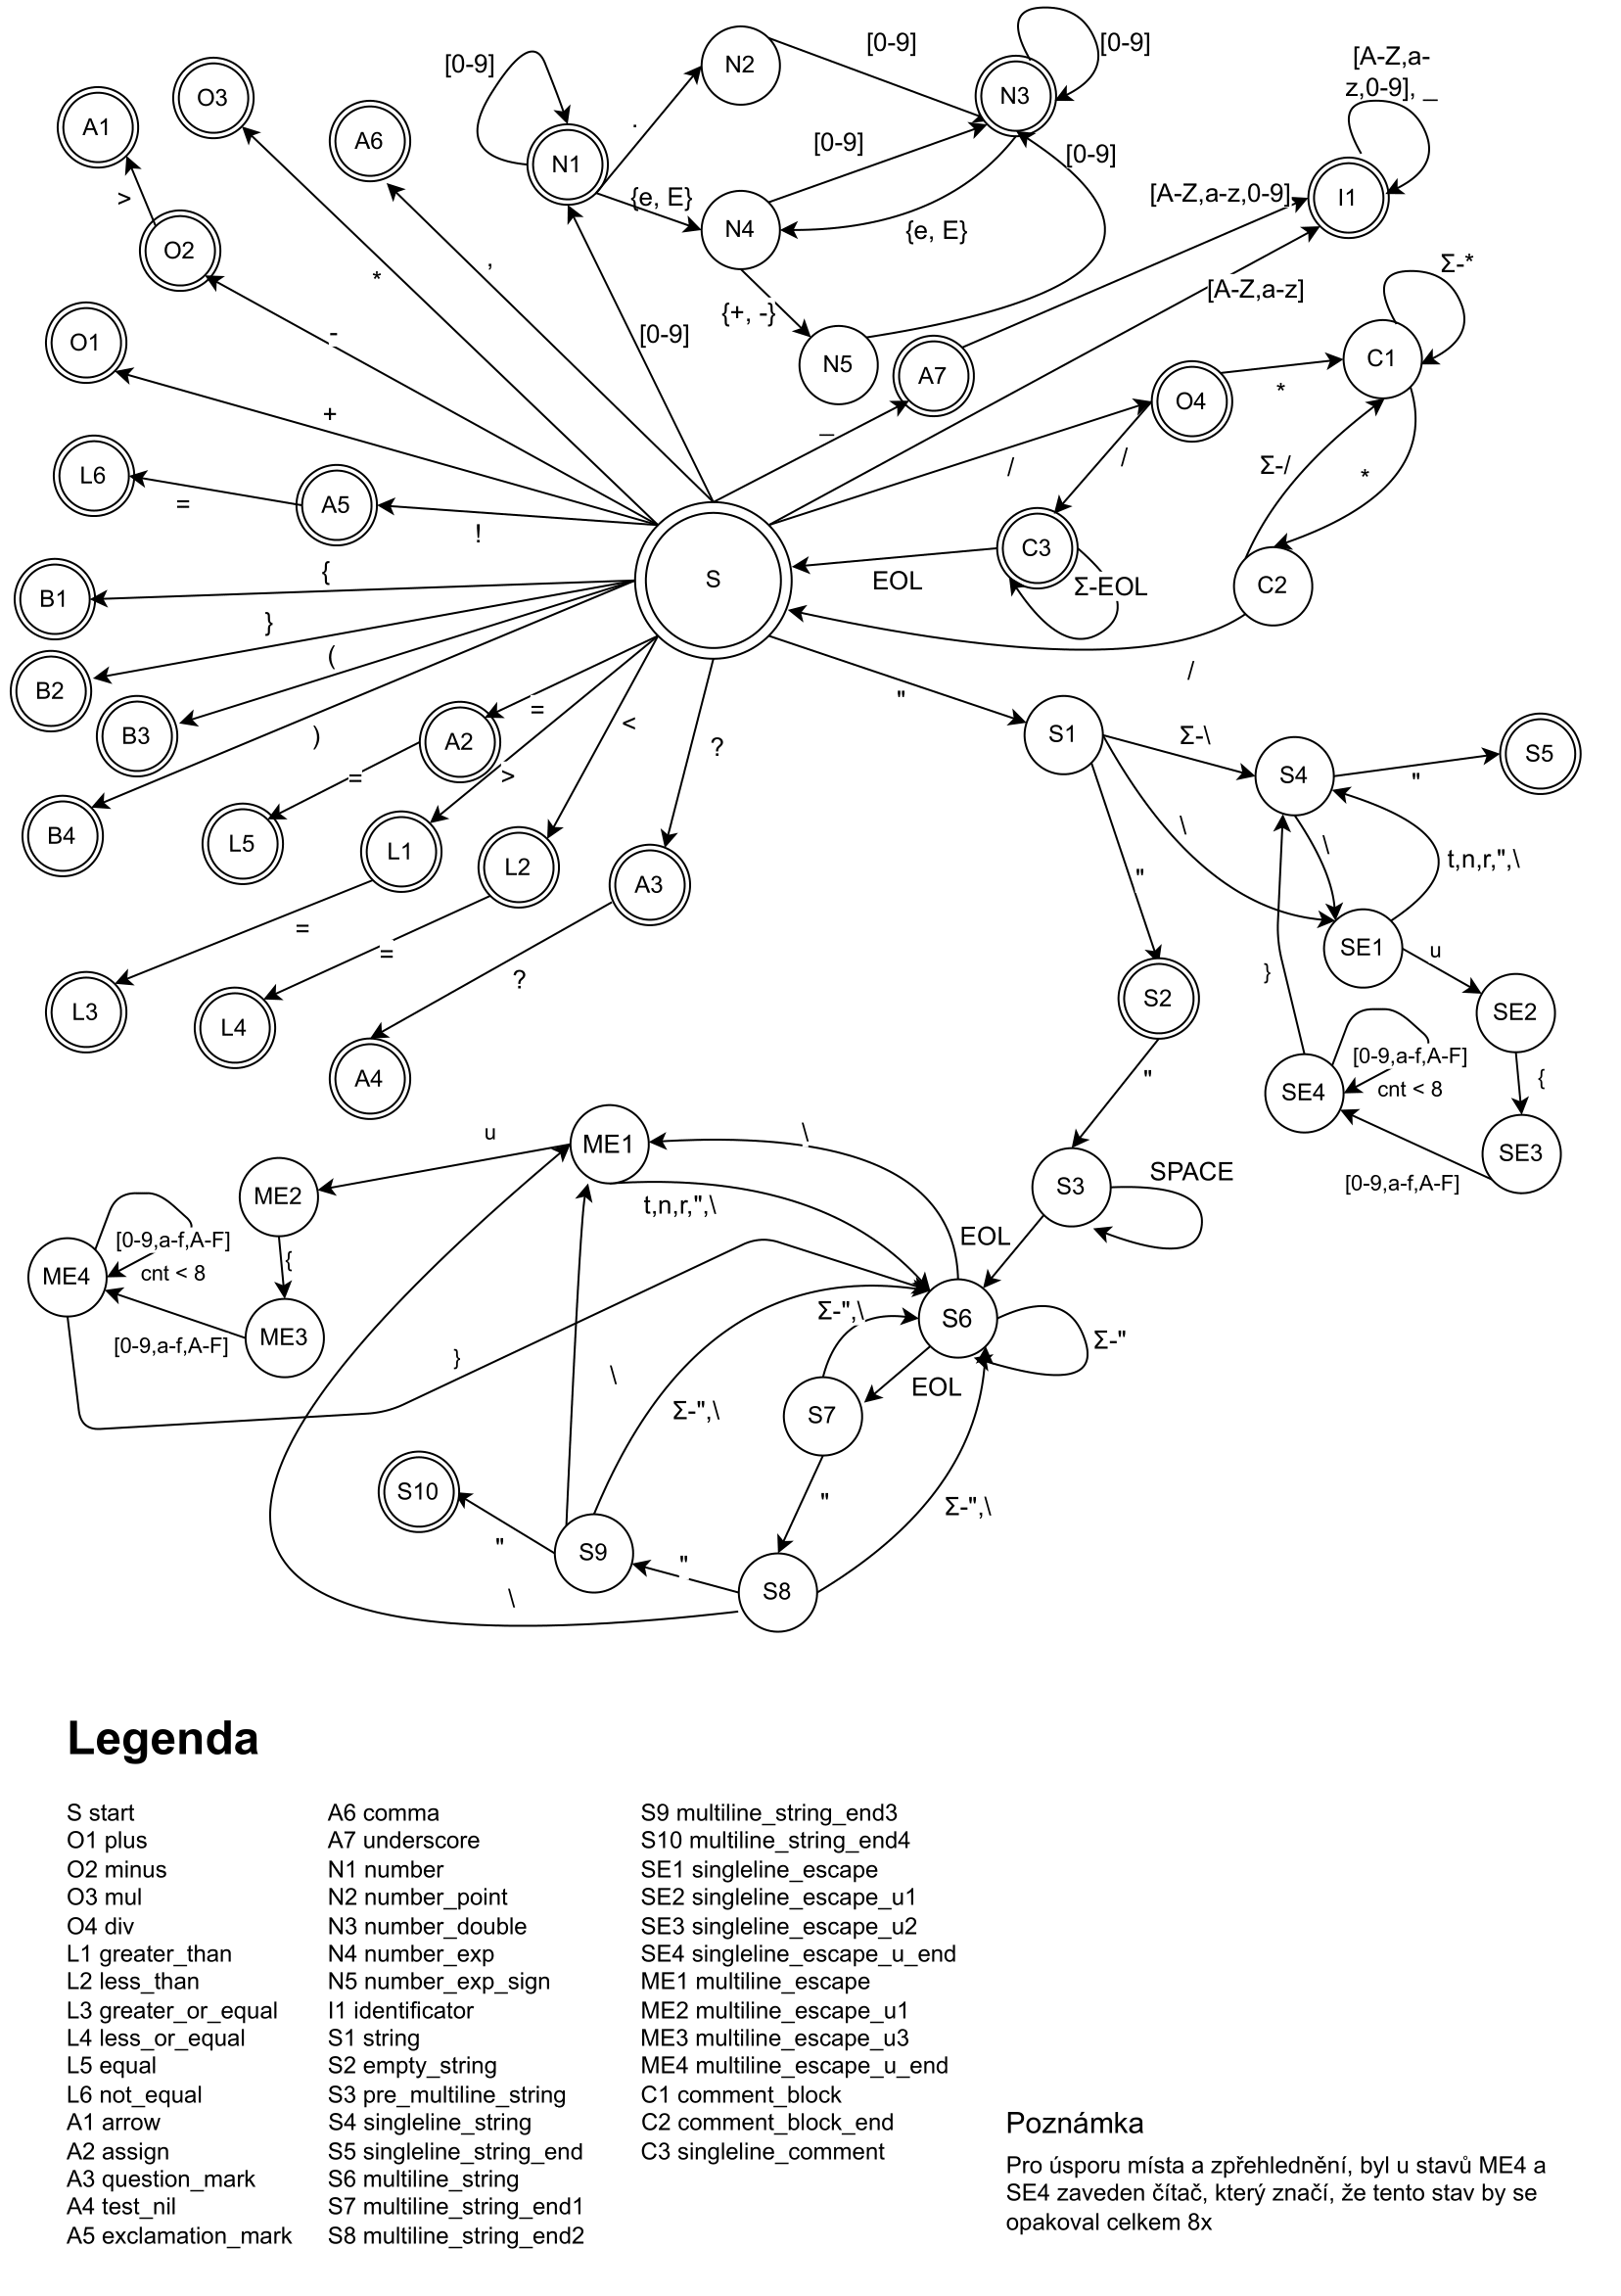 [0-9]
N2
[0-9]
N3
[0-9]
[A-Z,a-
z,0-9], _
A1
O3
A6
N1
.
[0-9]
[0-9]
I1
>
{e, E}
N4
{e, E}
[A-Z,a-z,0-9]
O2
*
,
[A-Z,a-z]
Σ-*
O1
-
[0-9]
{+, -}
N5
A7
O4
*
C1
+
_
/
/
Σ-/
*
L6
=
A5
!
S
C3
EOL
Σ-EOL
C2
B1
{
}
B2
(
B3
)
B4
=
A2
<
?
"
/
S1
Σ-\
S4
"
S5
=
>
L5
L1
L2
A3
\
\
t,n,r,",\
"
=
=
?
SE1
u
L3
L4
S2
}
SE2
A4
"
[0-9,a-f,A-F]
cnt < 8
{
SE4
SE3
u
ME1
\
S3
SPACE
[0-9,a-f,A-F]
ME2
t,n,r,",\
EOL
[0-9,a-f,A-F]
cnt < 8
{
ME4
ME3
[0-9,a-f,A-F]
}
Σ-",\
S6
Σ-"
\
EOL
Σ-",\
S7
S10
"
"
Σ-",\
S9
"
S8
\
Legenda
S start
O1 plus
O2 minus
O3 mul
O4 div
L1 greater_than
L2 less_than
L3 greater_or_equal
L4 less_or_equal
L5 equal
L6 not_equal
A1 arrow
A2 assign
A3 question_mark
A4 test_nil
A5 exclamation_mark
A6 comma
A7 underscore
N1 number
N2 number_point
N3 number_double
N4 number_exp
N5 number_exp_sign
I1 identificator
S1 string
S2 empty_string
S3 pre_multiline_string
S4 singleline_string
S5 singleline_string_end
S6 multiline_string
S7 multiline_string_end1
S8 multiline_string_end2
S9 multiline_string_end3
S10 multiline_string_end4
SE1 singleline_escape
SE2 singleline_escape_u1
SE3 singleline_escape_u2
SE4 singleline_escape_u_end
ME1 multiline_escape
ME2 multiline_escape_u1
ME3 multiline_escape_u3
ME4 multiline_escape_u_end
C1 comment_block
C2 comment_block_end
C3 singleline_comment
Poznámka
Pro úsporu místa a zpřehlednění, byl u stavů ME4 a
SE4 zaveden čítač, který značí, že tento stav by se
opakoval celkem 8x